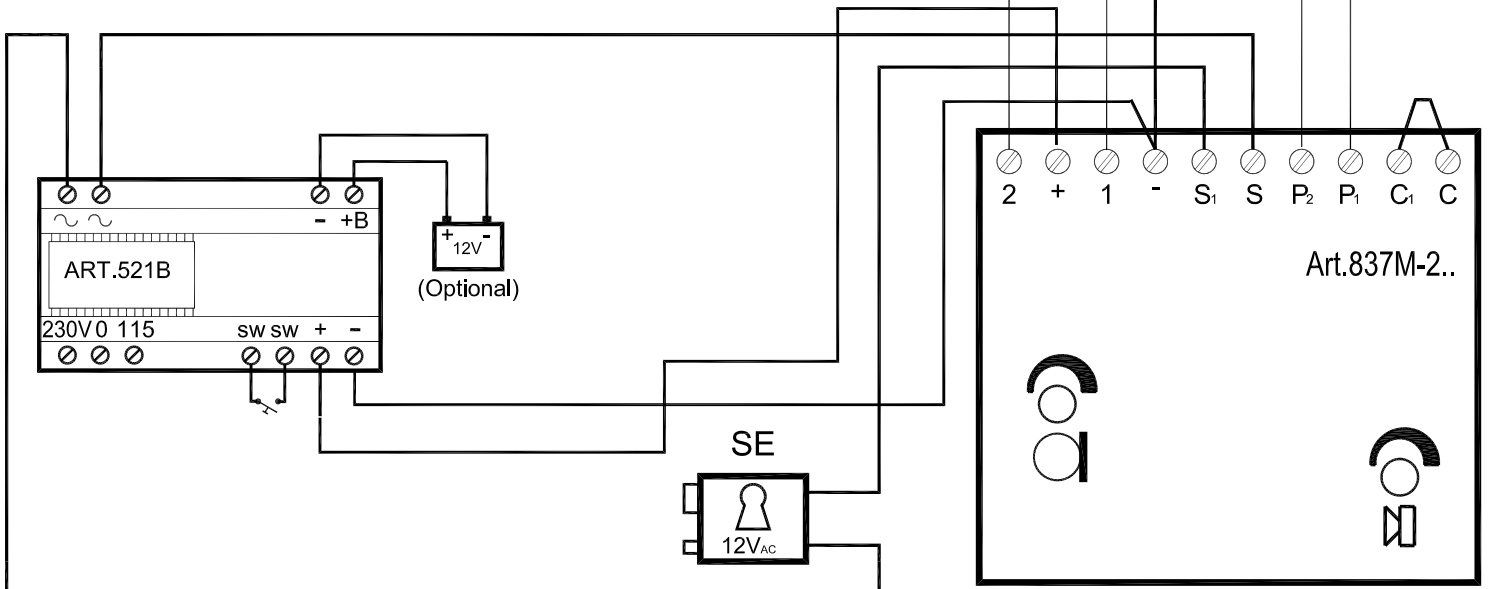 2 + 1 - S1 S P2 P1 C1 C
∿ ∿ - +B
ART.521B
+ -
12V
(Optional)
230V 0 115 SW SW + -
Art.837M-2..
SE
12VAC